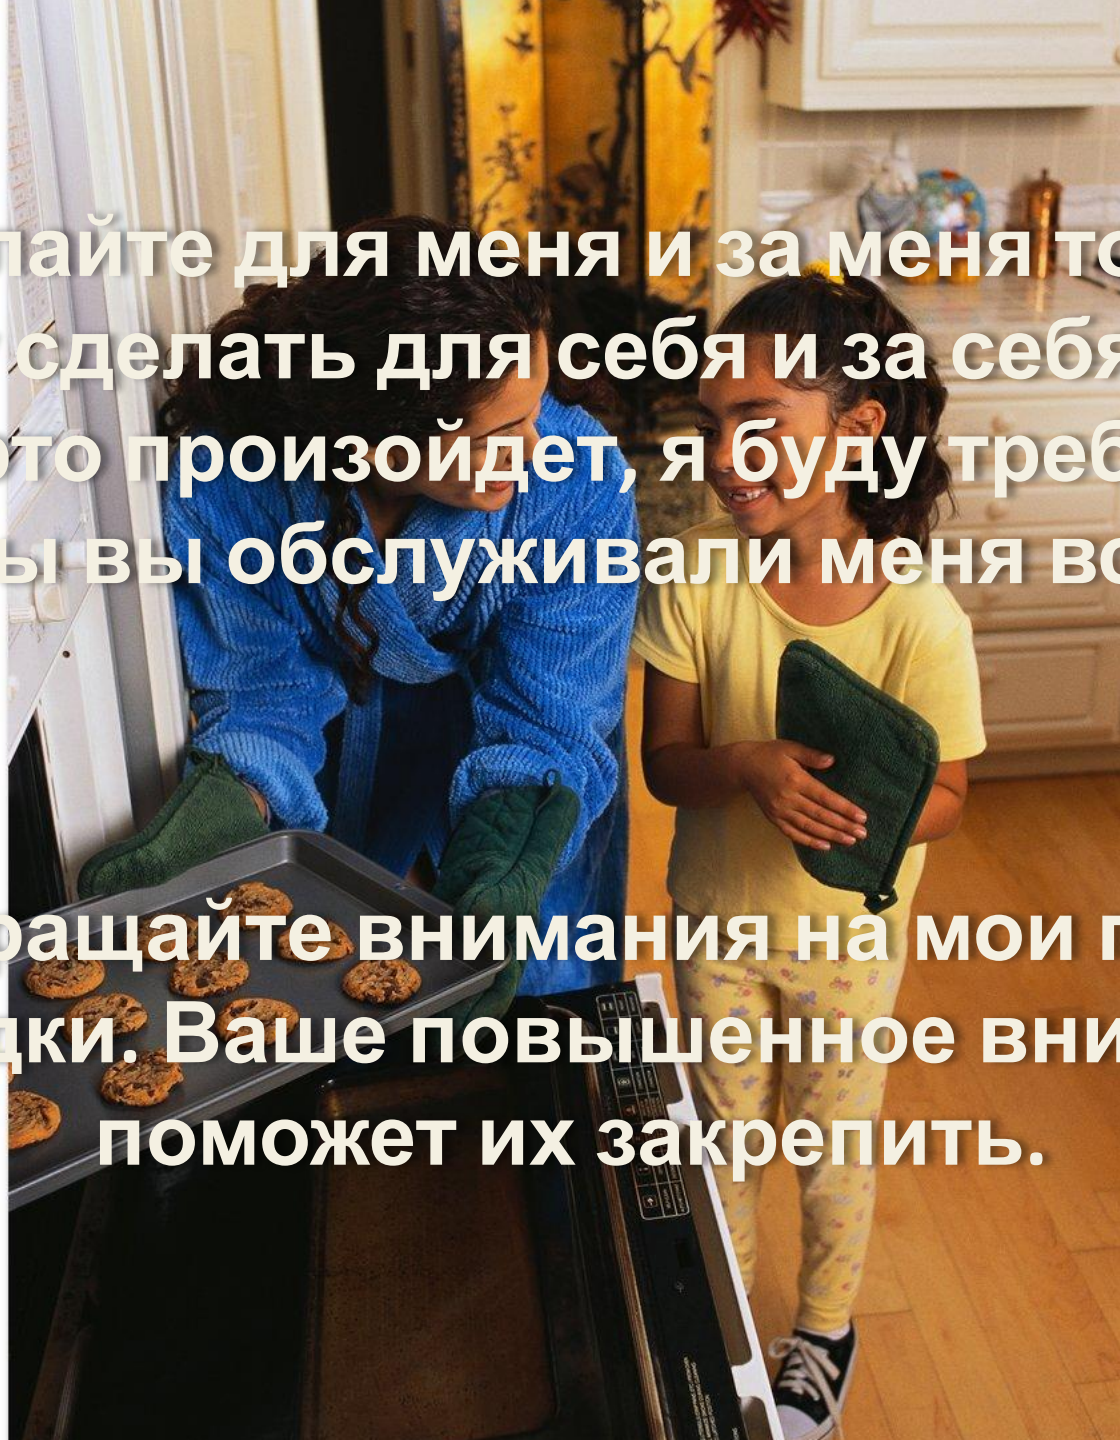 лайте для меня и за меня то
сделать для себя и за себя
это произойдет, я буду треб
ы вы обслуживали меня во
ращайте внимания на мои п
дки. Ваше повышенное вни
поможет их закрепить.